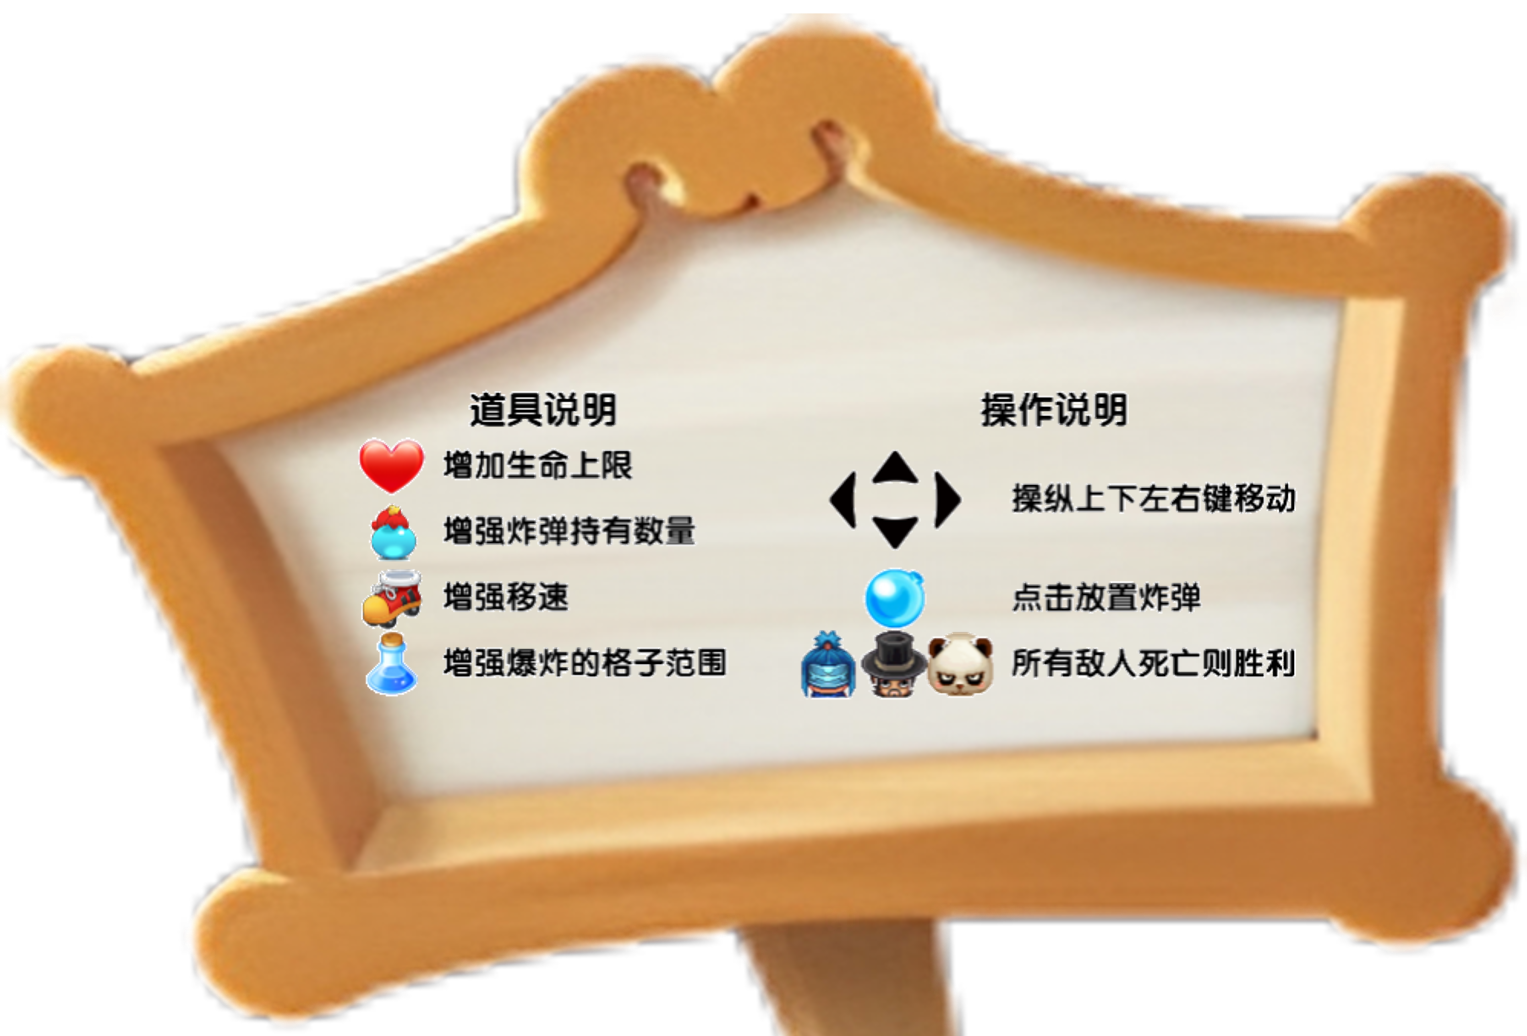 道具说明
增加生命上限
增强炸弹持有数量
增强移速
增强爆炸的格子范围
操作说明
操纵上下左右键移动
点击放置炸弹
所有敌人死亡则胜利